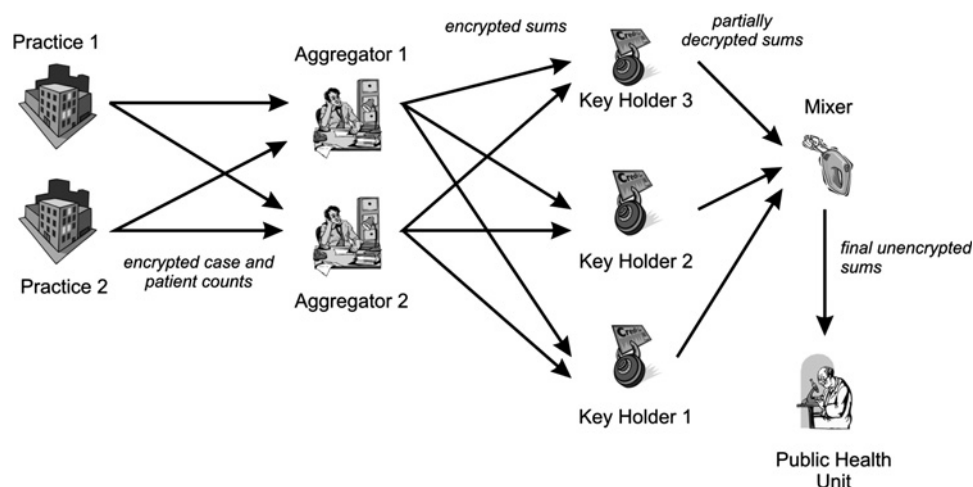 Practice 1
Practice 2
encrypted case and
patient counts
Aggregator 1
Aggregator 2
encrypted sums
Key Holder 3
Key Holder 2
Key Holder 1
partially
decrypted sums
Mixer
final unencrypted
sums
Public Health
Unit